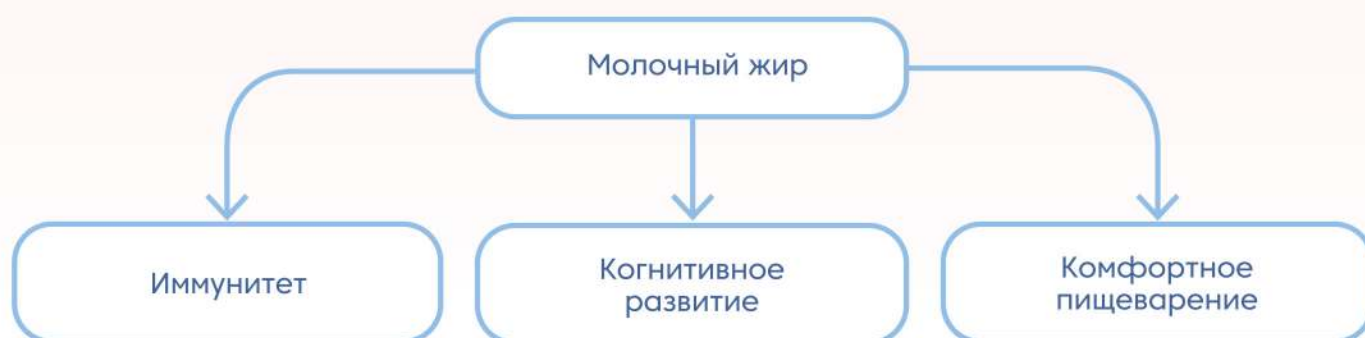 Молочный жир
Иммунитет
Когнитивное
развитие
Комфортное
пищеварение